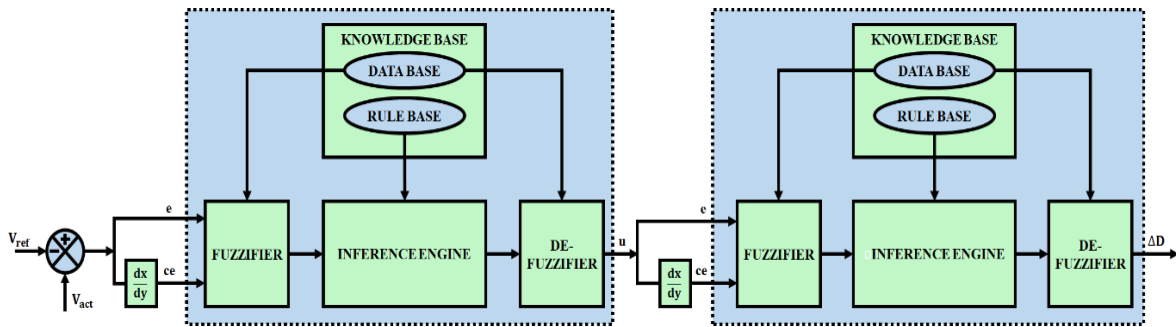 KNOWLEDGE BASE
DATA BASE
RULE BASE
V_ref
+
−
V_act
e
dx
dy
ce
FUZZIFIER
INFERENCE ENGINE
DE-
FUZZIFIER
u
KNOWLEDGE BASE
DATA BASE
RULE BASE
e
dx
dy
ce
FUZZIFIER
INFERENCE ENGINE
DE-
FUZZIFIER
ΔD